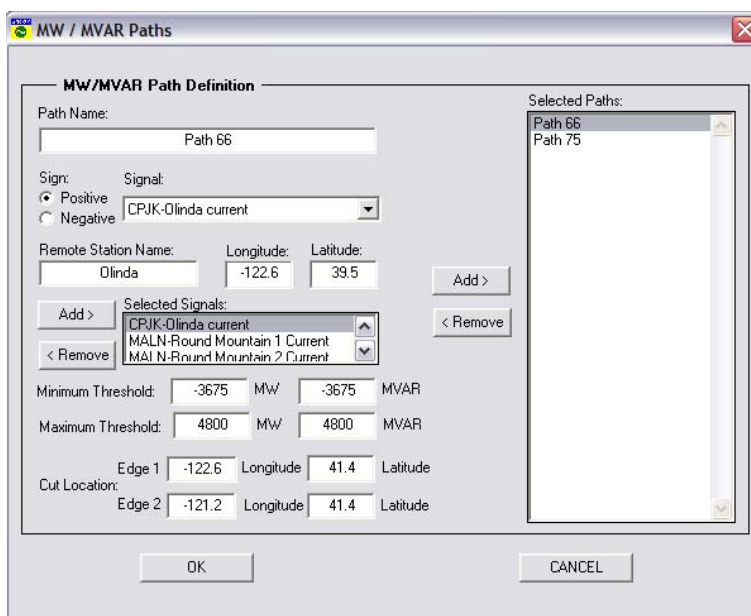 MW / MVAR Paths
MW/MVAR Path Definition
Path Name:
Path 66
Sign: Signal:
Positive
Negative
CPJK-Olinda current
Remote Station Name: Longitude: Latitude:
Olinda -122.6 39.5
Add >
< Remove
Selected Signals:
CPJK-Olinda current
MALN-Round Mountain 1 Current
MALN-Round Mountain 2 Current
Minimum Threshold: -3675 MW -3675 MVAR
Maximum Threshold: 4800 MW 4800 MVAR
Cut Location:
Edge 1 -122.6 Longitude 41.4 Latitude
Edge 2 -121.2 Longitude 41.4 Latitude
Add >
< Remove
Selected Paths:
Path 66
Path 75
OK CANCEL